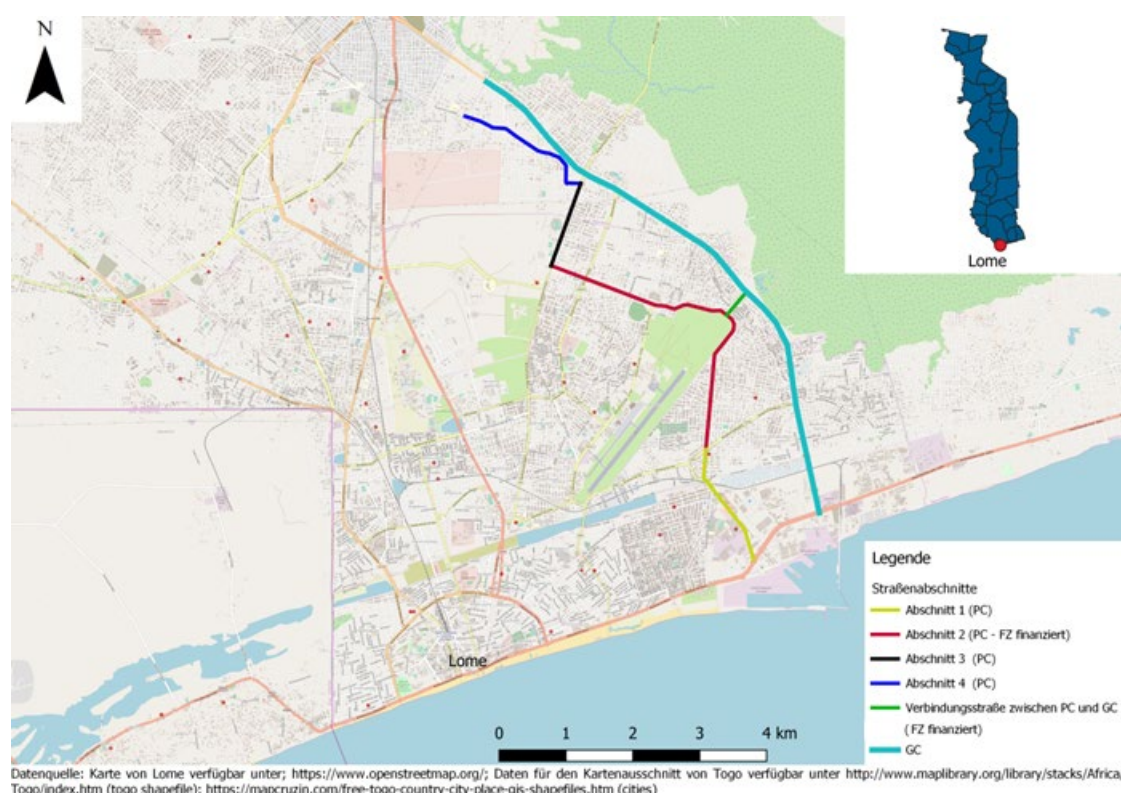 N
Lome
Lome
0 1 2 3 4 km
Legende
Straßenabschnitte
Abschnitt 1 (PC)
Abschnitt 2 (PC - FZ finanziert)
Abschnitt 3 (PC)
Abschnitt 4 (PC)
Verbindungsstraße zwischen PC und GC
(FZ finanziert)
GC
Datenquelle: Karte von Lome verfügbar unter; https://www.openstreetmap.org/; Daten für den Kartenausschnitt von Togo verfügbar unter http://www.maplibrary.org/library/stacks/Africa/
Togo/index.htm (togo shapefile); https://mapcruzin.com/free-togo-country-city-place-gis-shapefiles.htm (cities)